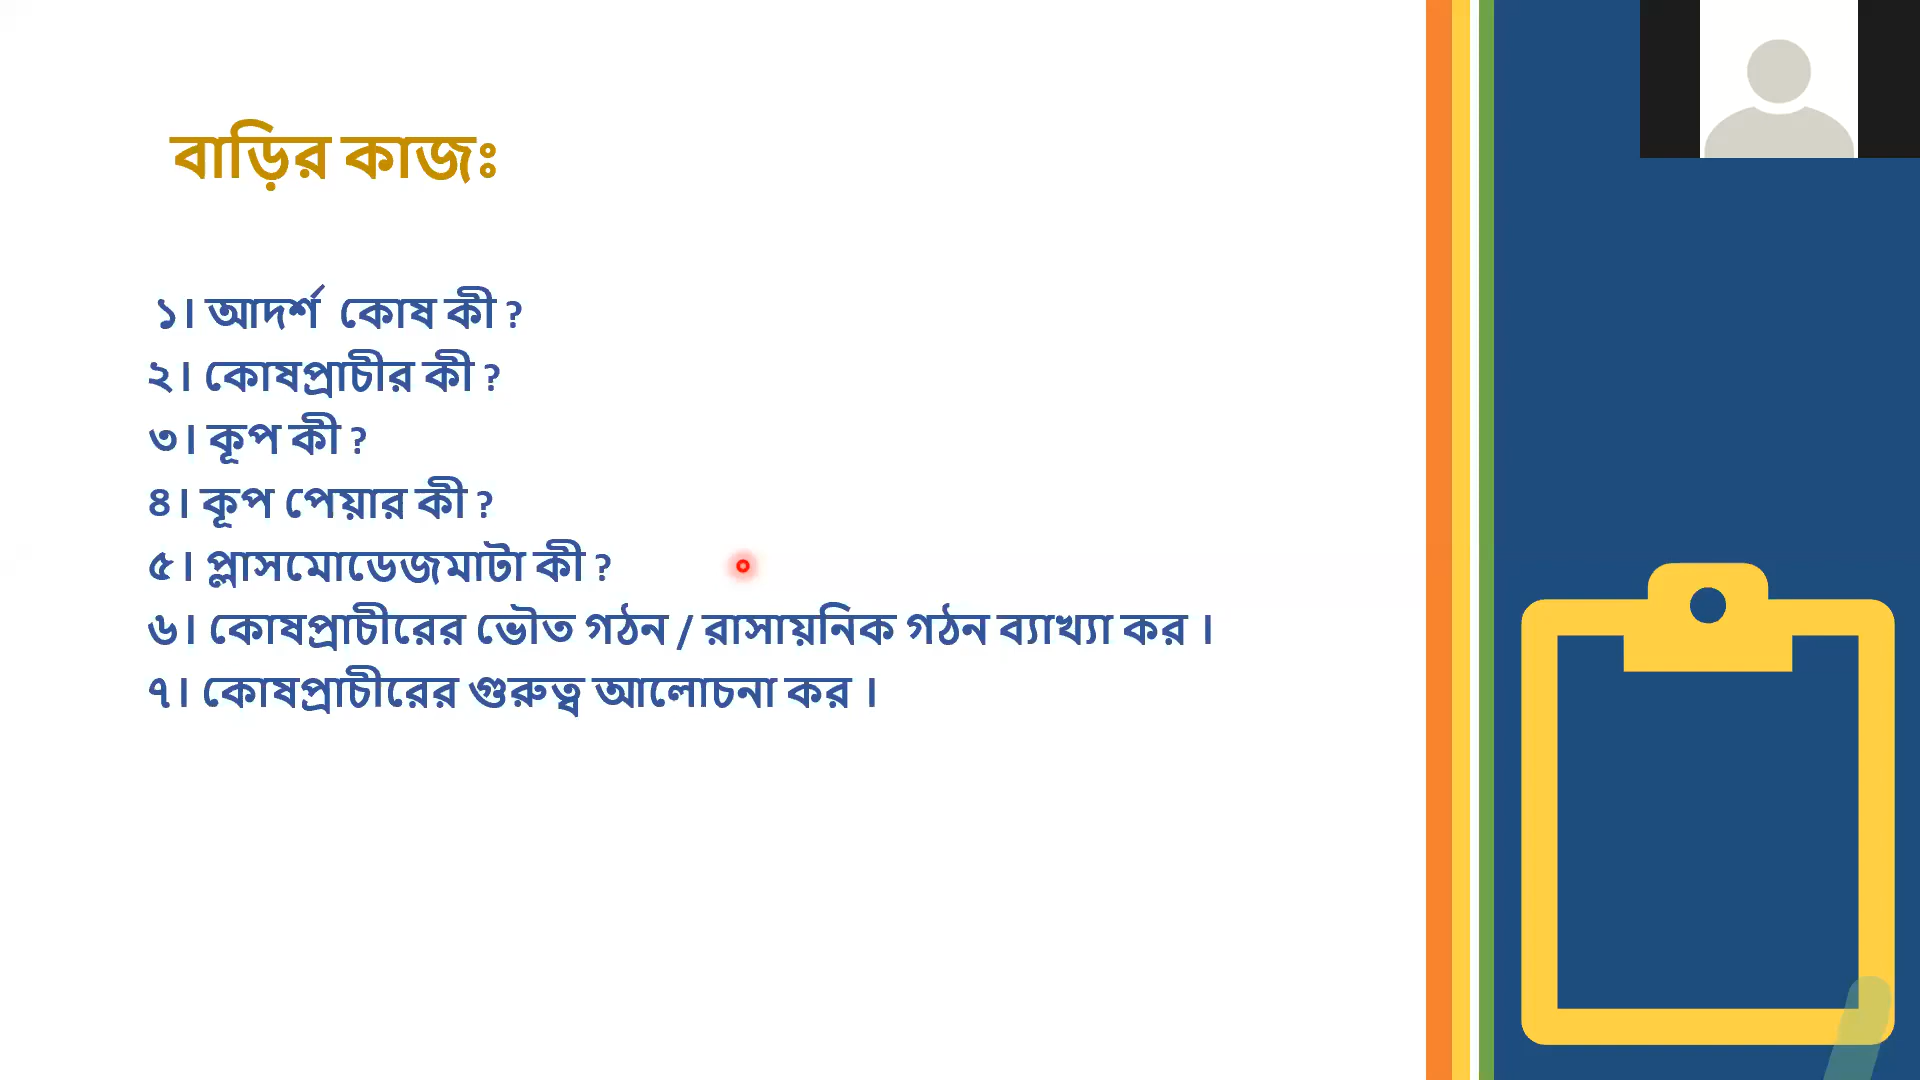 বাড়ির কাজঃ
১। আদর্শ কোষ কী ?
২। কোষপ্রাচীর কী ?
৩। কূপ কী ?
৪। কূপ পেয়ার কী ?
৫। প্লাসমোডেজমাটা কী ?
৬। কোষপ্রাচীরের ভৌত গঠন / রাসায়নিক গঠন ব্যাখ্যা কর ।
৭। কোষপ্রাচীরের গুরুত্ব আলোচনা কর ।